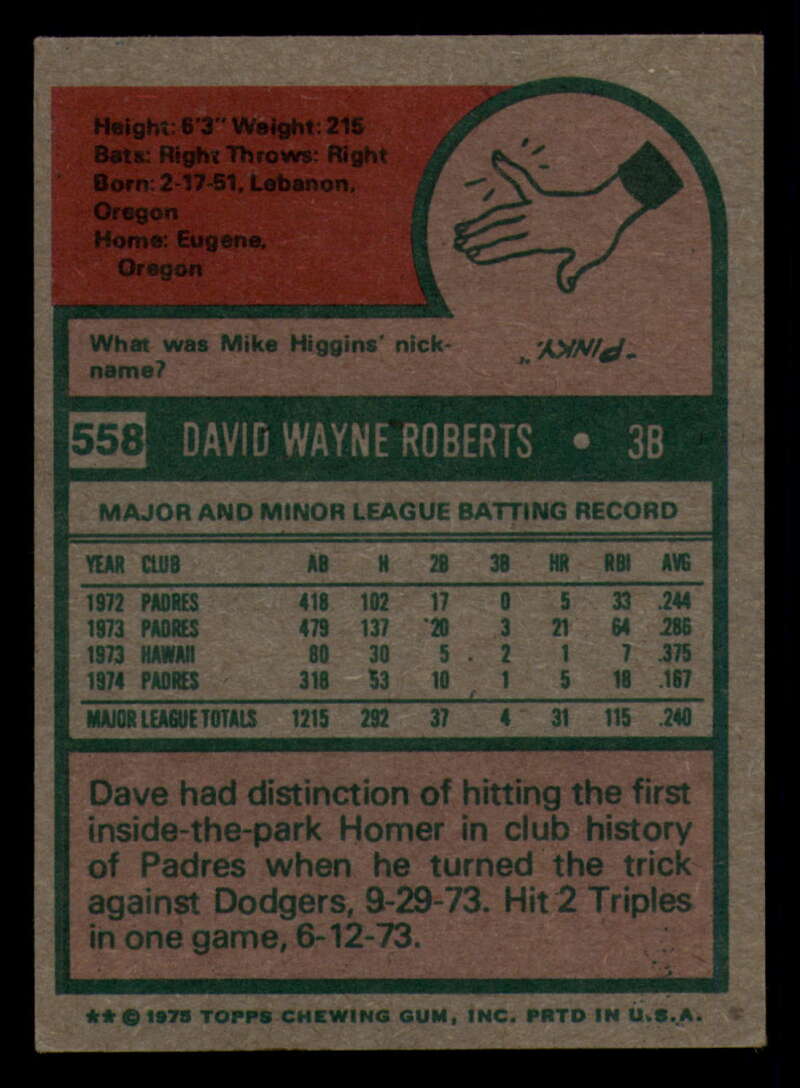 Height: 6'3" Weight: 215
Bats: Right Throws: Right
Born: 2-17-51, Lebanon,
Oregon
Home: Eugene,
Oregon
What was Mike Higgins' nick-
name?
"PINKY."
558 DAVID WAYNE ROBERTS • 3B
MAJOR AND MINOR LEAGUE BATTING RECORD
YEAR CLUB AB H 2B 3B HR RBI AVG
1972 PADRES 418 102 17 0 5 33 .244
1973 PADRES 479 137 20 3 21 64 .286
1973 HAWAII 80 30 5 2 1 7 .375
1974 PADRES 318 53 10 1 5 18 .167
MAJOR LEAGUE TOTALS 1215 292 37 4 31 115 .240
Dave had distinction of hitting the first
inside-the-park Homer in club history
of Padres when he turned the trick
against Dodgers, 9-29-73. Hit 2 Triples
in one game, 6-12-73.
** © 1975 TOPPS CHEWING GUM, INC. PRTD IN U.S.A.